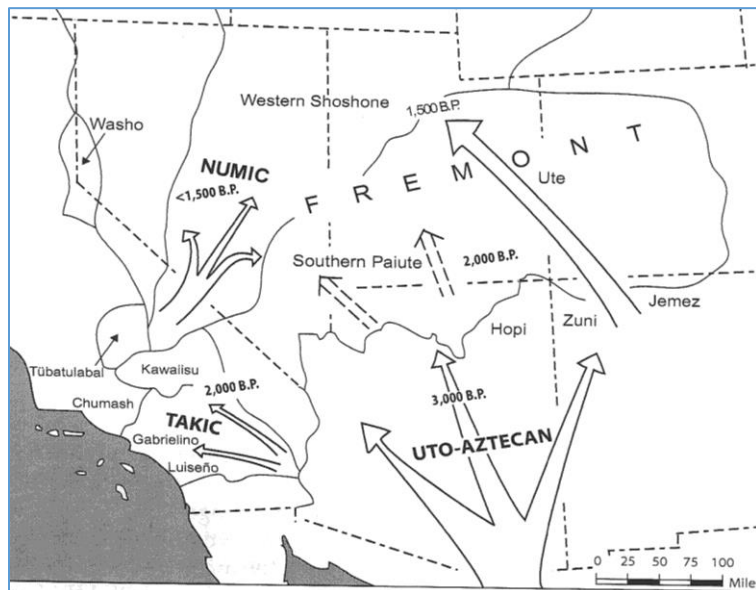 Western Shoshone
1,500 B.P.
Washo
NUMIC
<1,500 B.P.
FREMONT
Ute
Southern Paiute
2,000 B.P.
Jemez
Hopi
Zuni
Tübatulabal
Kawaiisu
2,000 B.P.
3,000 B.P.
Chumash
TAKIC
Gabrielino
UTO-AZTECAN
Luiseño
0 25 50 75 100
Mile